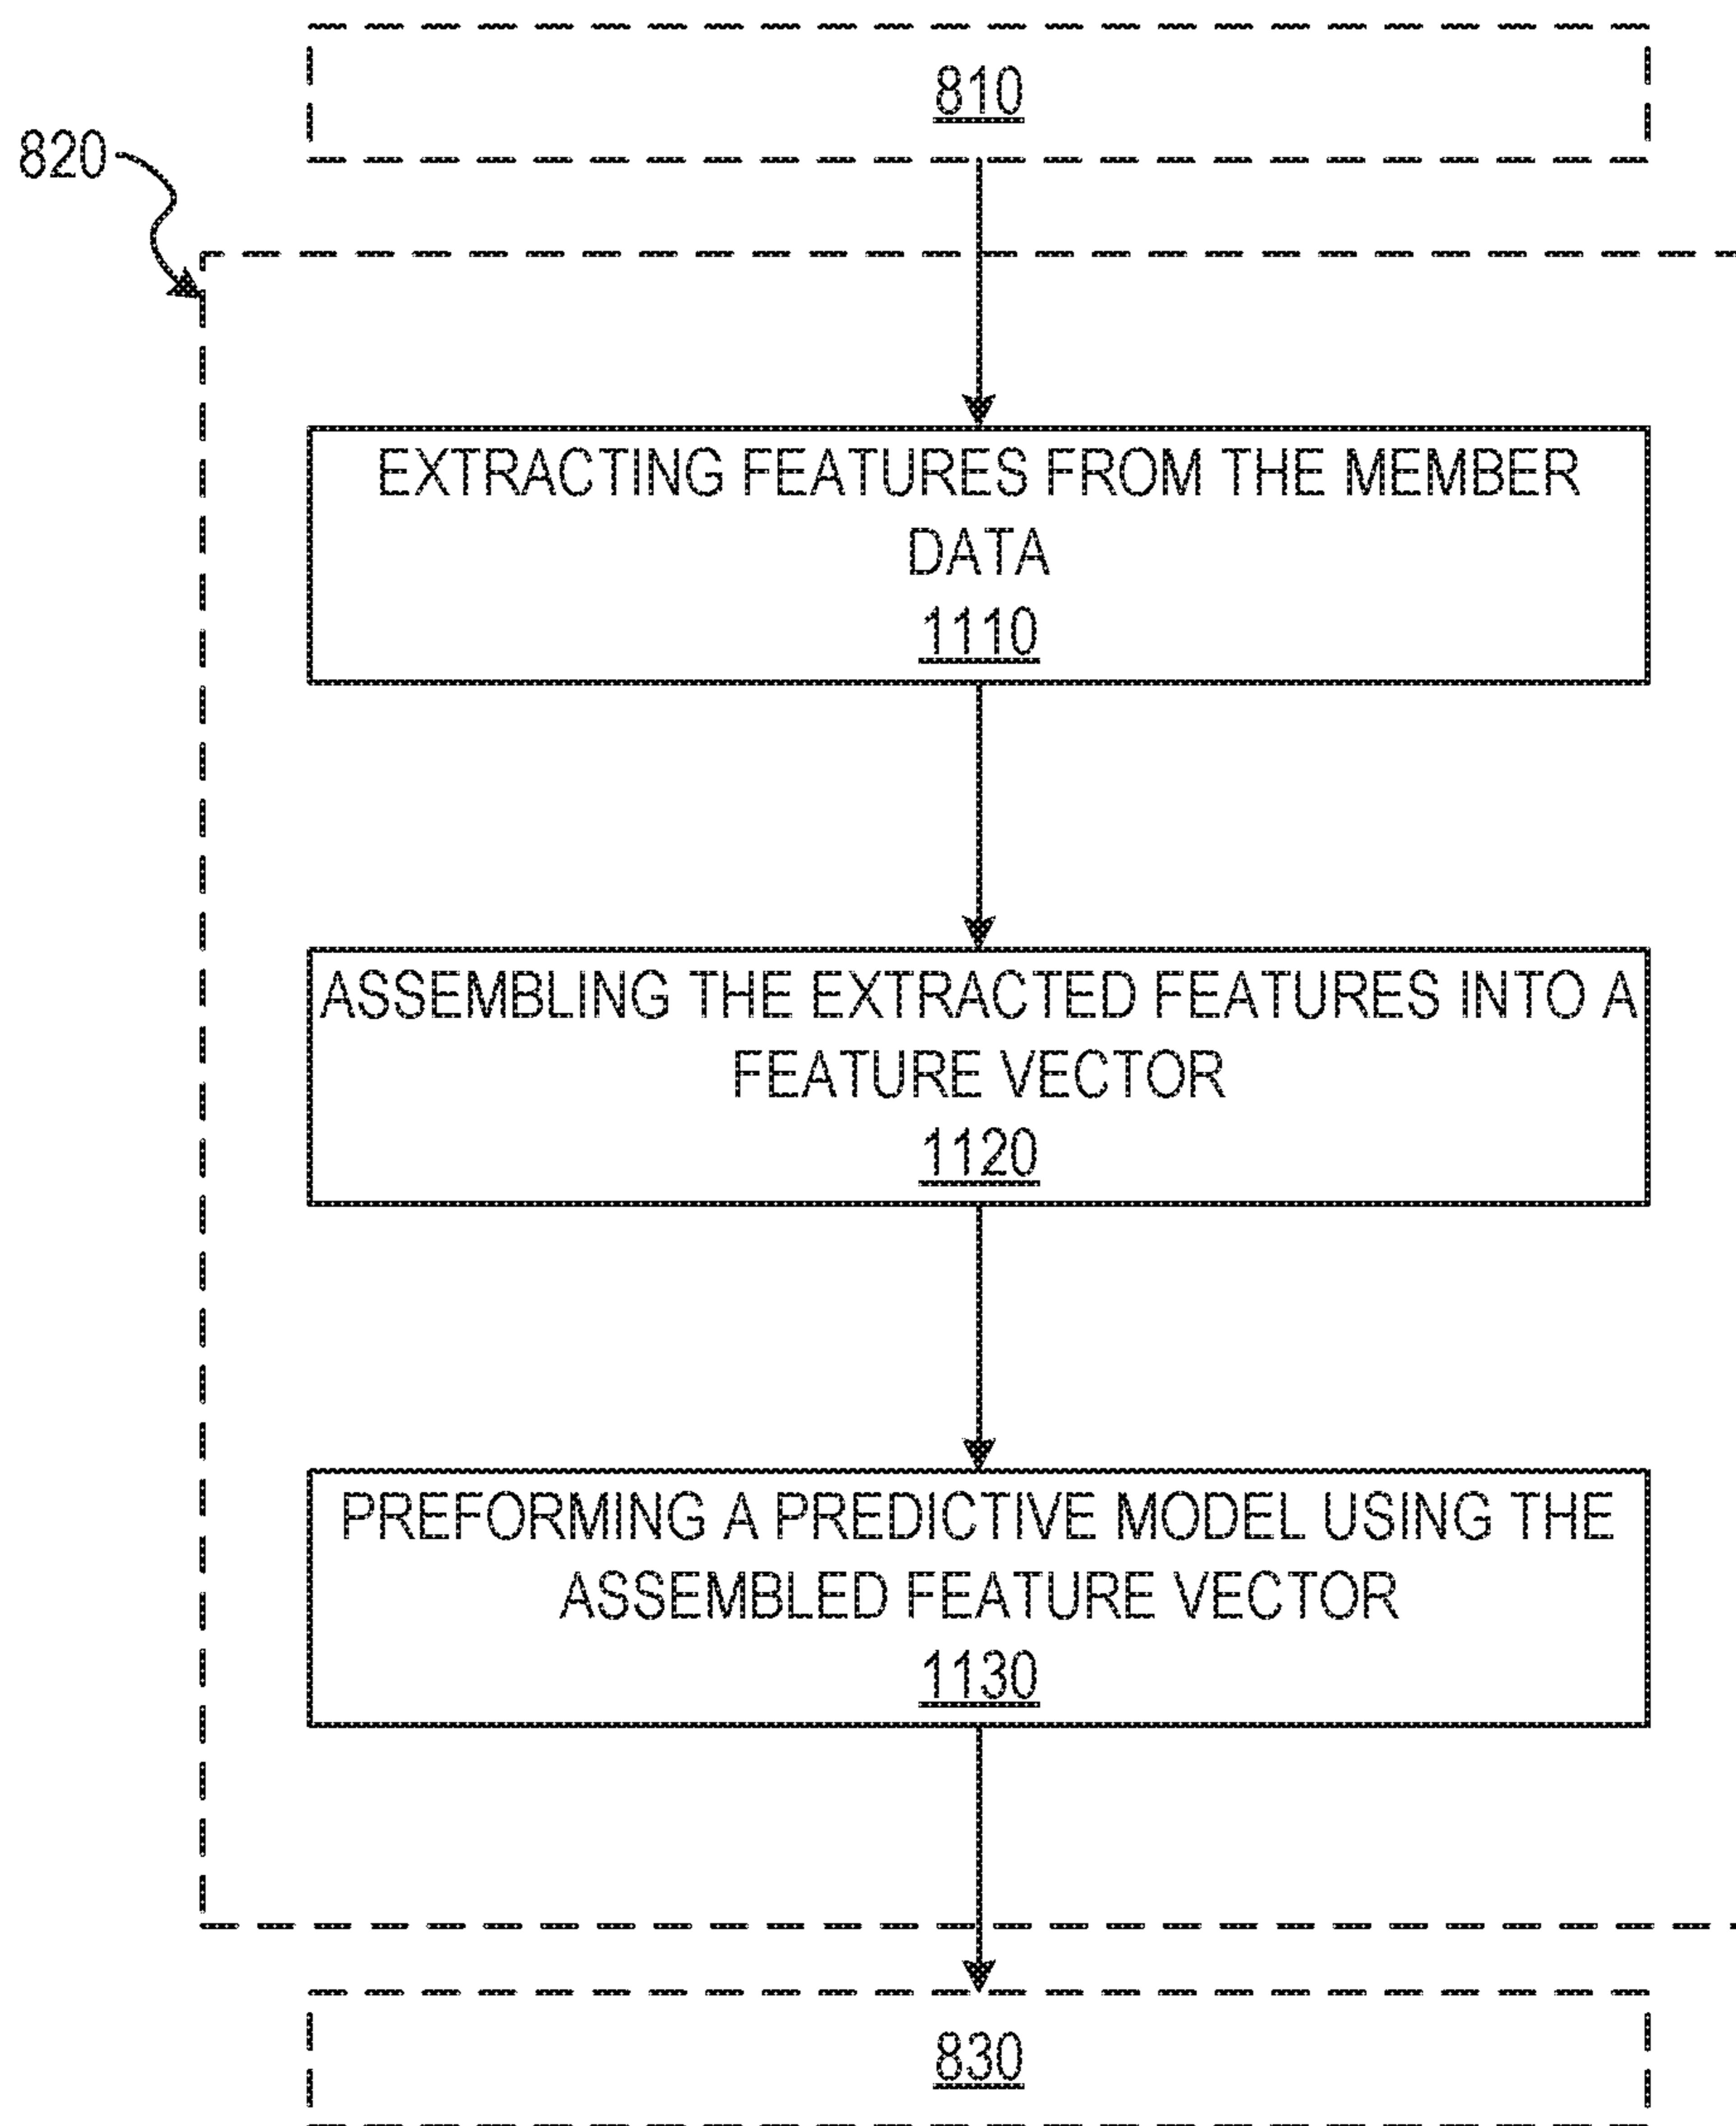 810
820
EXTRACTING FEATURES FROM THE MEMBER
DATA
1110
ASSEMBLING THE EXTRACTED FEATURES INTO A
FEATURE VECTOR
1120
PREFORMING A PREDICTIVE MODEL USING THE
ASSEMBLED FEATURE VECTOR
1130
830